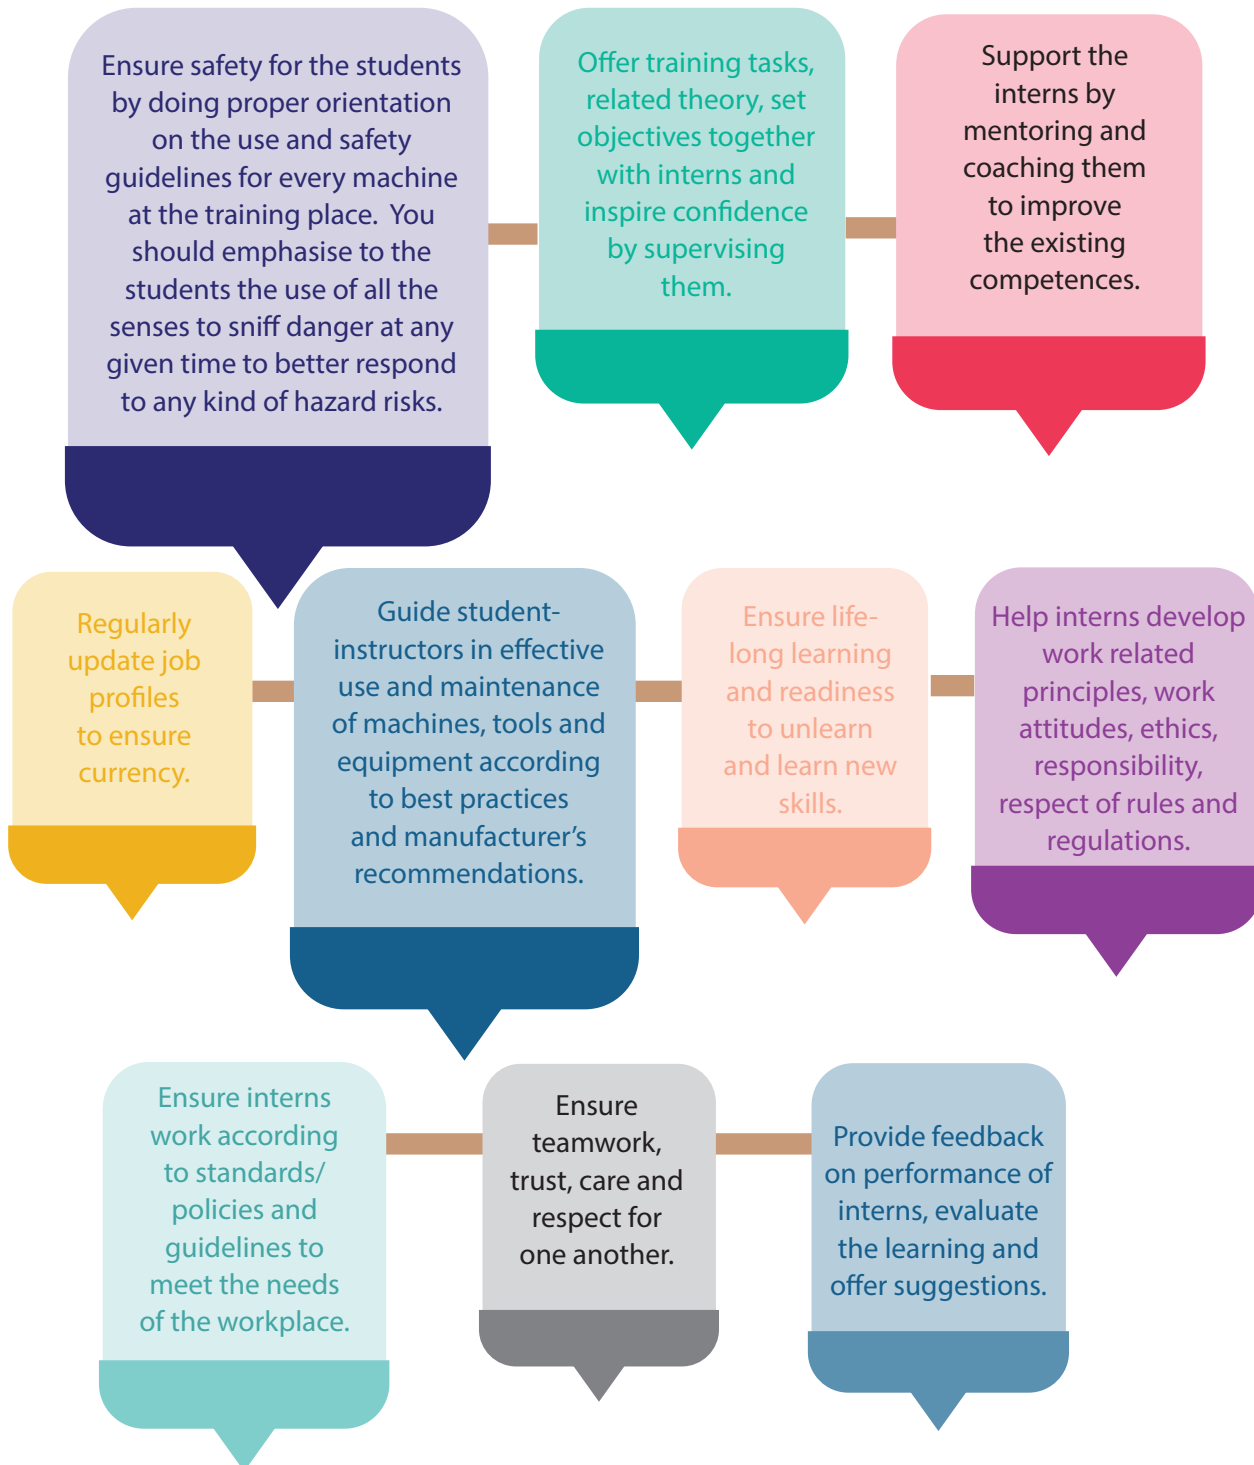 Ensure safety for the students
by doing proper orientation
on the use and safety
guidelines for every machine
at the training place. You
should emphasise to the
students the use of all the
senses to sniff danger at any
given time to better respond
to any kind of hazard risks.
Offer training tasks,
related theory, set
objectives together
with interns and
inspire confidence
by supervising
them.
Support the
interns by
mentoring and
coaching them
to improve
the existing
competences.
Regularly
update job
profiles
to ensure
currency.
Guide student-
instructors in effective
use and maintenance
of machines, tools and
equipment according
to best practices
and manufacturer’s
recommendations.
Ensure life-
long learning
and readiness
to unlearn
and learn new
skills.
Help interns develop
work related
principles, work
attitudes, ethics,
responsibility,
respect of rules and
regulations.
Ensure interns
work according
to standards/
policies and
guidelines to
meet the needs
of the workplace.
Ensure
teamwork,
trust, care and
respect for
one another.
Provide feedback
on performance of
interns, evaluate
the learning and
offer suggestions.